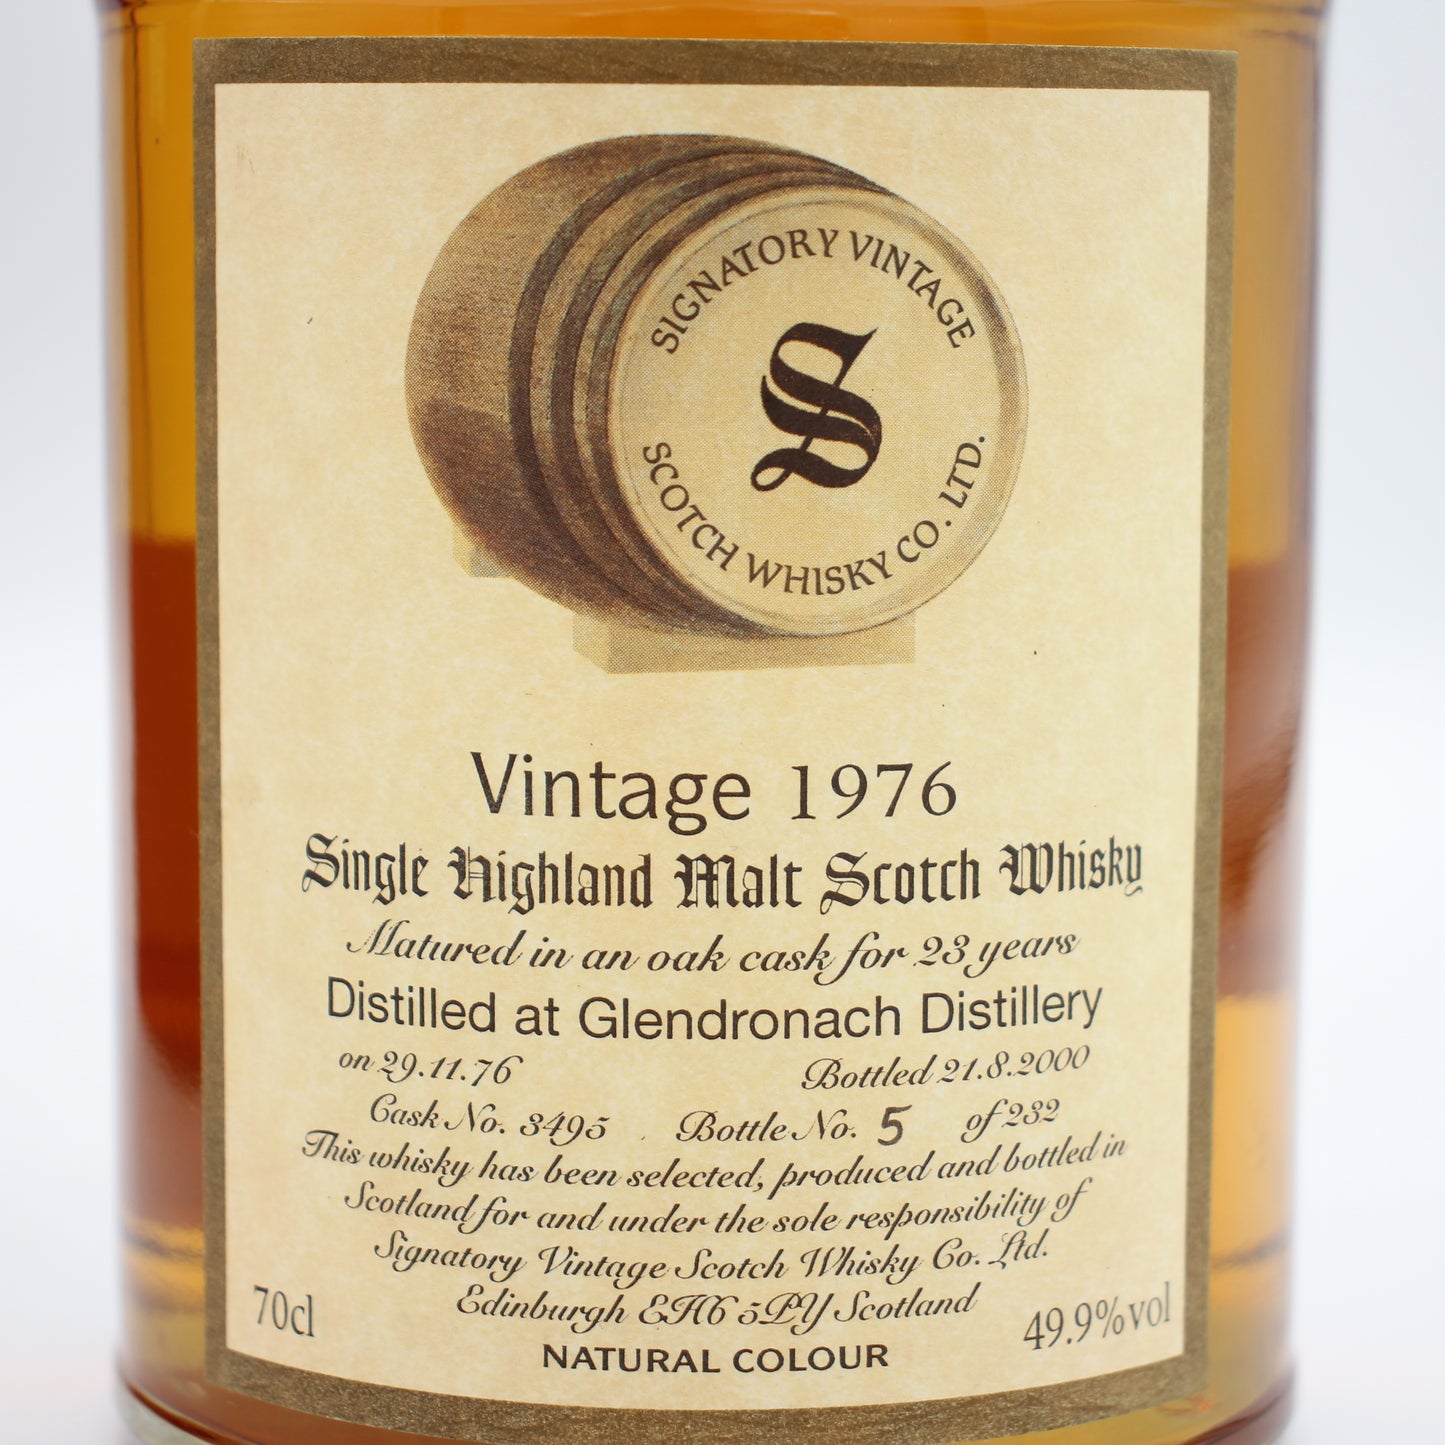 SIGNATORY VINTAGE
S
SCOTCH WHISKY CO. LTD.
Vintage 1976
Single Highland Malt Scotch Whisky
Matured in an oak cask for 23 years
Distilled at Glendronach Distillery
on 29.11.76 Bottled 21.8.2000
Cask No. 3495 Bottle No. 5 of 232
This whisky has been selected, produced and bottled in
Scotland for and under the sole responsibility of
Signatory Vintage Scotch Whisky Co. Ltd.
Edinburgh EH6 5PY Scotland
70cl 49.9%vol
NATURAL COLOUR